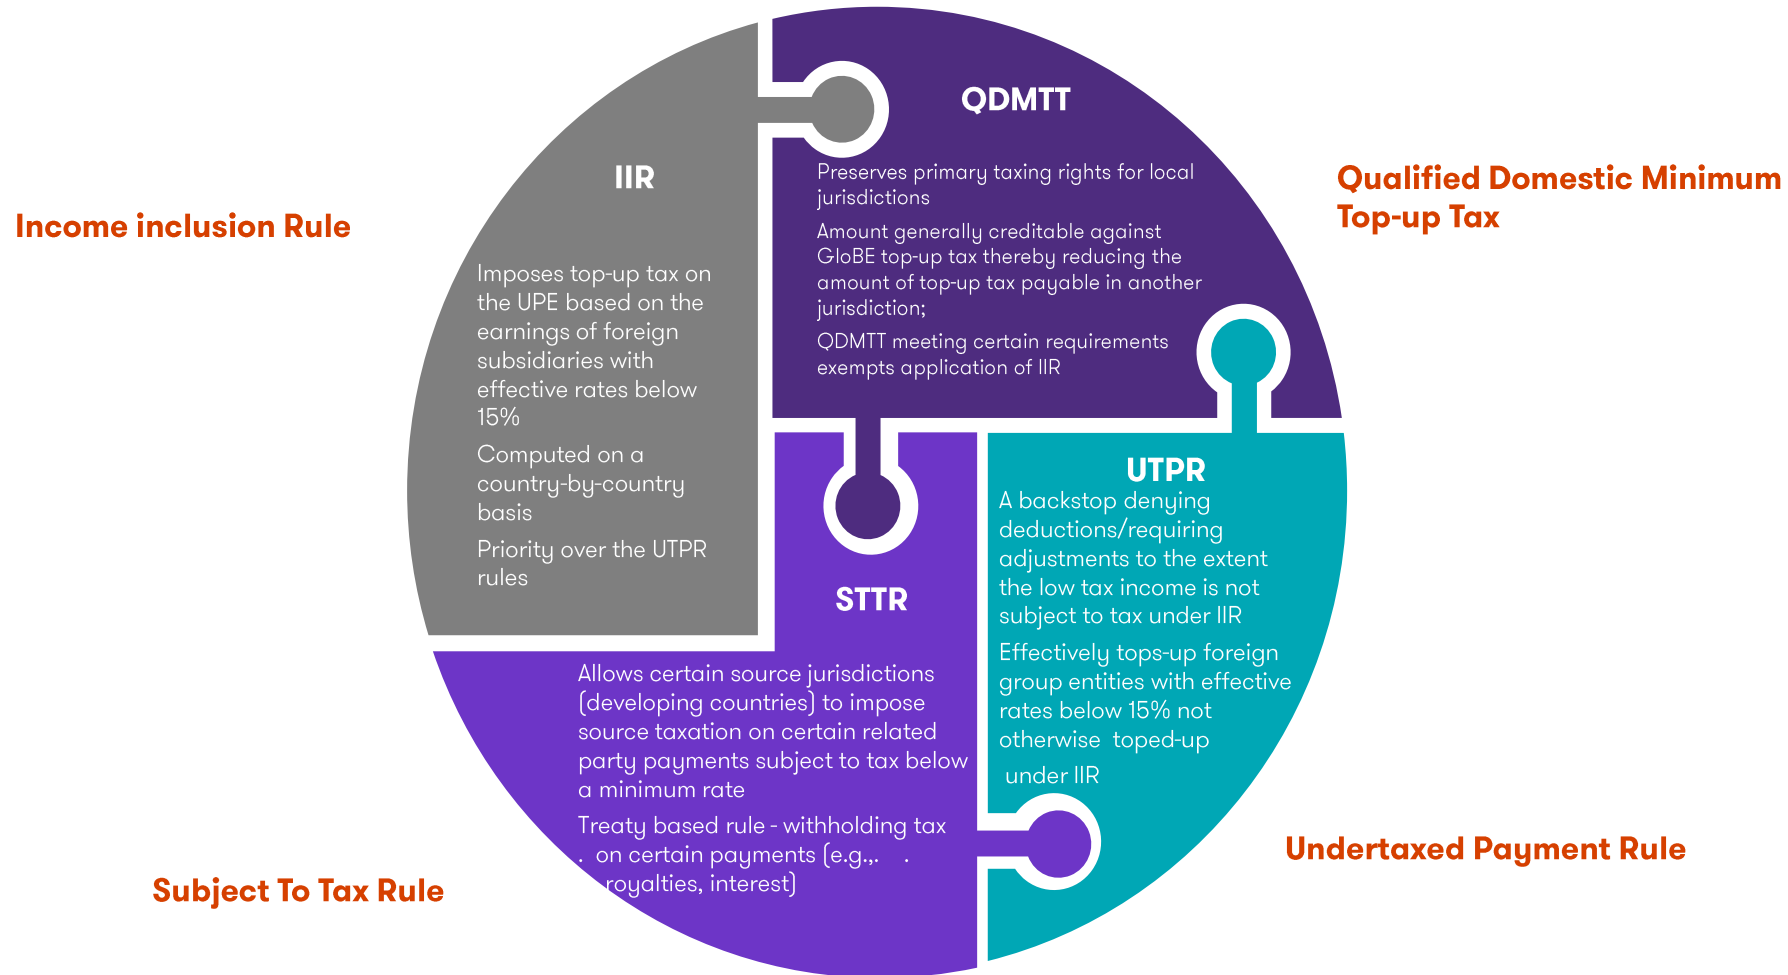 Income inclusion Rule
IIR
Imposes top-up tax on
the UPE based on the
earnings of foreign
subsidiaries with
effective rates below
15%
Computed on a
country-by-country
basis
Priority over the UTPR
rules
QDMTT
Preserves primary taxing rights for local
jurisdictions
Amount generally creditable against
GloBE top-up tax thereby reducing the
amount of top-up tax payable in another
jurisdiction;
QDMTT meeting certain requirements
exempts application of IIR
Qualified Domestic Minimum
Top-up Tax
STTR
Allows certain source jurisdictions
(developing countries) to impose
source taxation on certain related
party payments subject to tax below
a minimum rate
Treaty based rule - withholding tax
. on certain payments (e.g.,. .
royalties, interest)
Subject To Tax Rule
UTPR
A backstop denying
deductions/requiring
adjustments to the extent
the low tax income is not
subject to tax under IIR
Effectively tops-up foreign
group entities with effective
rates below 15% not
otherwise toped-up
under IIR
Undertaxed Payment Rule